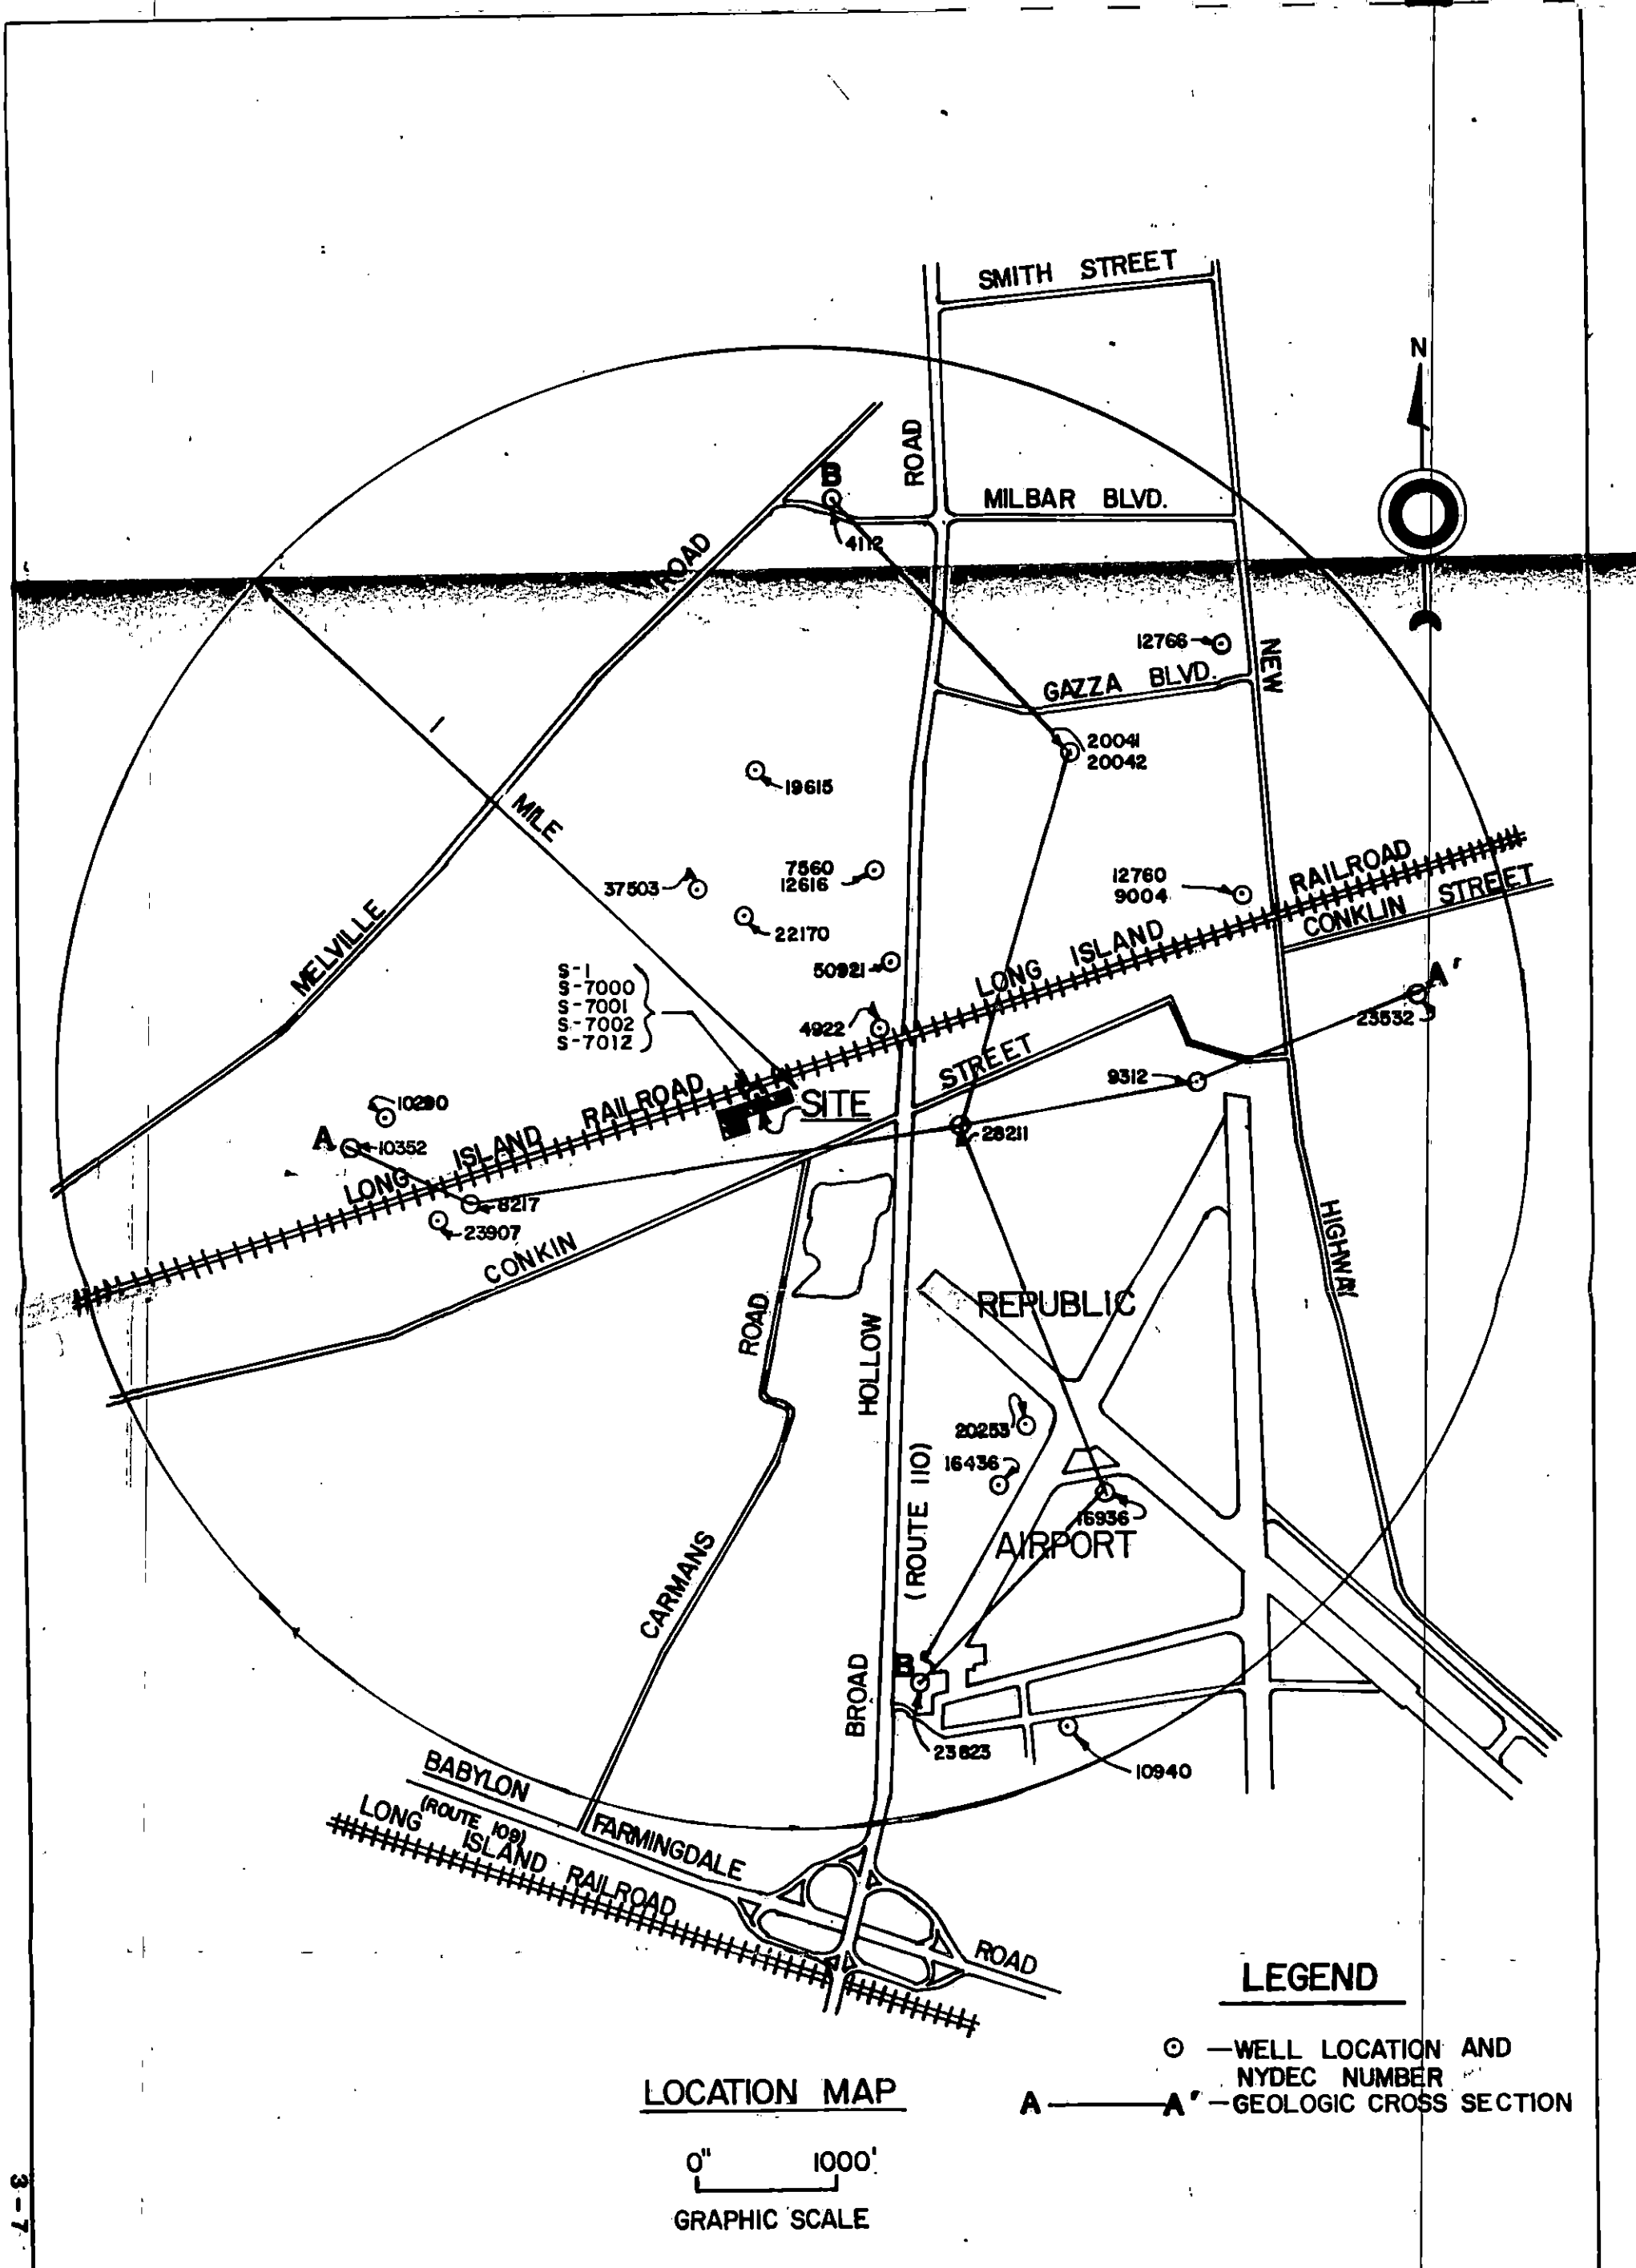 SMITH STREET
N
ROAD
B
MILBAR BLVD.
4112
ROAD
12766
NEW
GAZZA BLVD.
20041
20042
1
MILE
19615
7560
12616
37503
12760
9004
RAILROAD
CONKLIN STREET
22170
MELVILLE
50921
LONG ISLAND
A'
S-1
S-7000
S-7001
S-7002
S-7012
4922
23532
STREET
9312
RAILROAD
SITE
10290
A
10352
ISLAND
28211
LONG
8217
23907
CONKIN
HIGHWAY
REPUBLIC
ROAD
HOLLOW
20253
16436
(ROUTE 110)
16936
AIRPORT
CARMANS
B
BROAD
23823
10940
BABYLON
(ROUTE 109)
FARMINGDALE
LONG ISLAND RAILROAD
ROAD
LEGEND
—WELL LOCATION AND
NYDEC NUMBER
A A' —GEOLOGIC CROSS SECTION
LOCATION MAP
0" 1000'
GRAPHIC SCALE
3-7